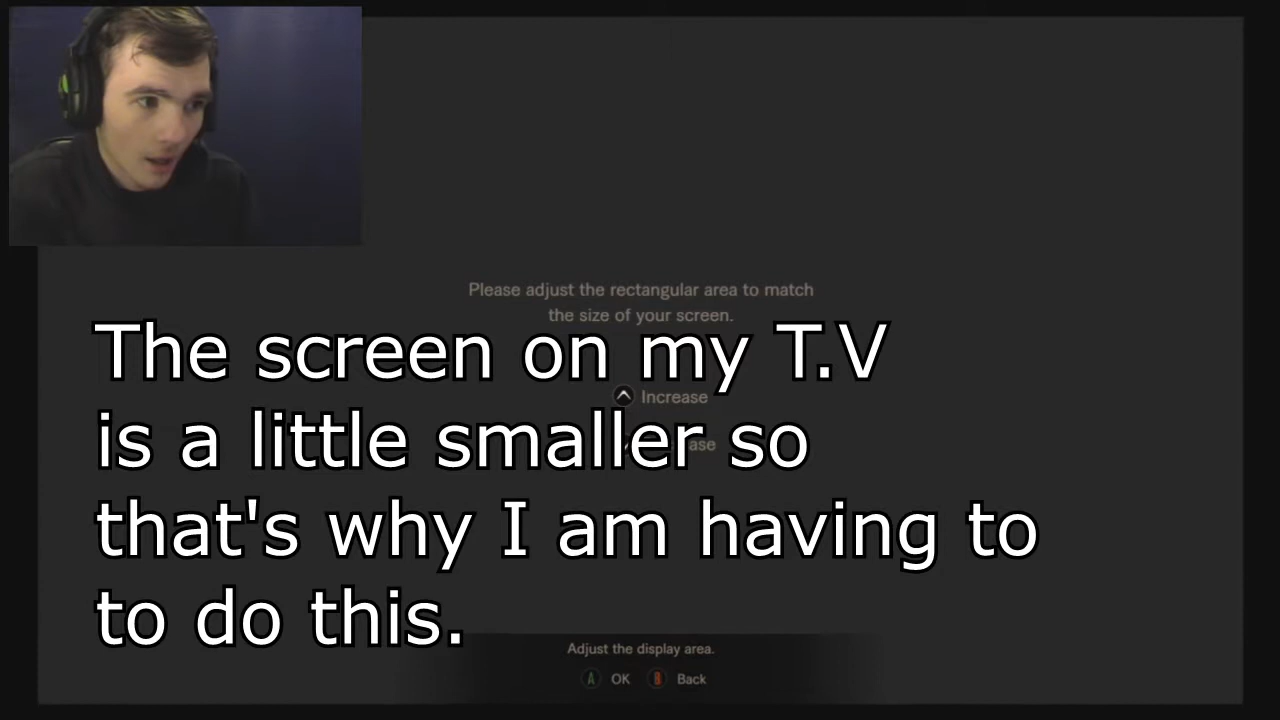 Please adjust the rectangular area to match
the size of your screen.
The screen on my T.V
Increase
is a little smaller so
ase
that's why I am having to
to do this.
Adjust the display area.
A OK B Back